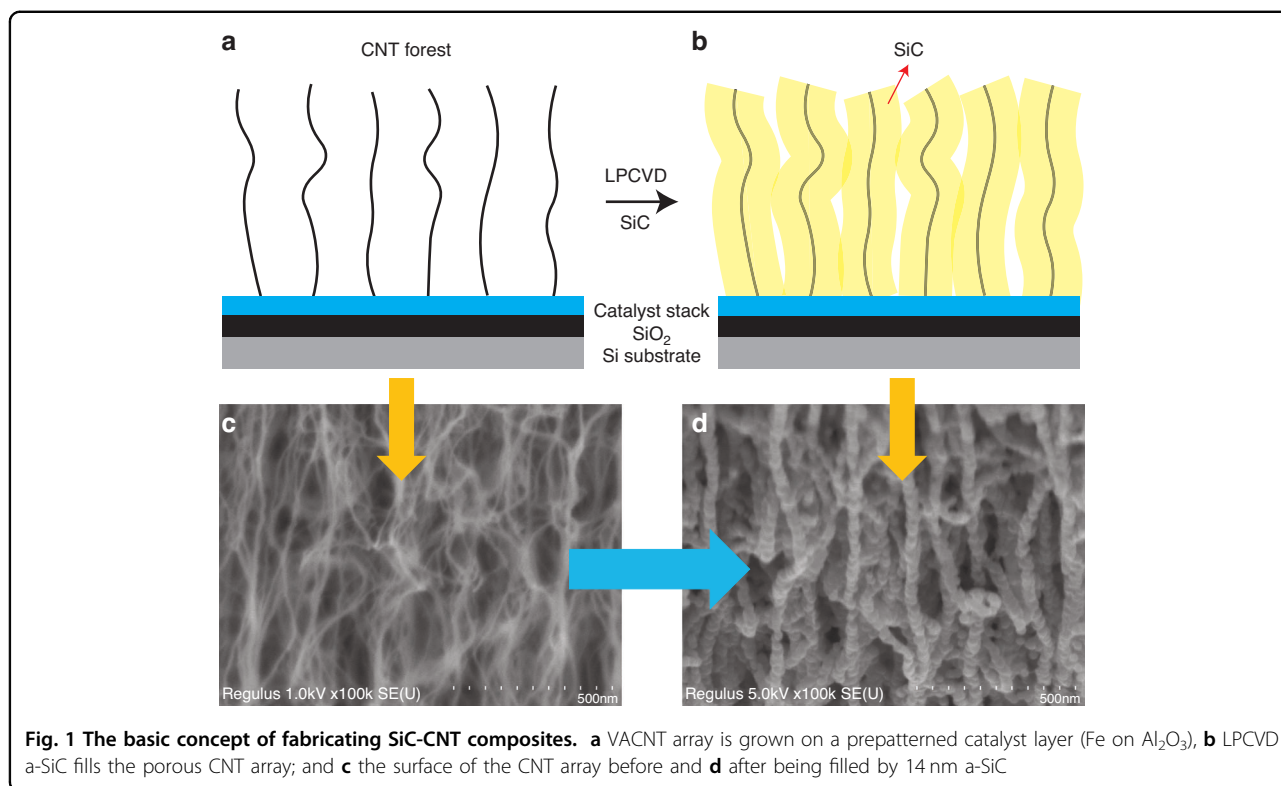 a
CNT forest
b
SiC
LPCVD
SiC
Catalyst stack
SiO₂
Si substrate
c
d
Regulus 1.0kV x100k SE(U)
500nm
Regulus 5.0kV x100k SE(U)
500nm
Fig. 1 The basic concept of fabricating SiC-CNT composites. a VACNT array is grown on a prepatterned catalyst layer (Fe on Al₂O₃), b LPCVD
a-SiC fills the porous CNT array; and c the surface of the CNT array before and d after being filled by 14 nm a-SiC